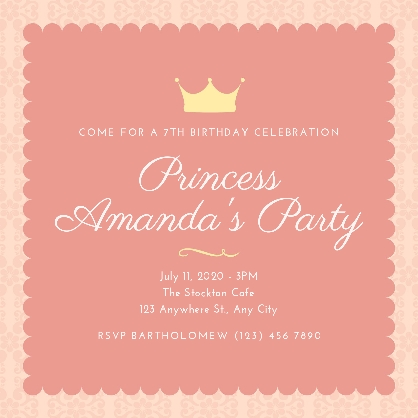 COME FOR A 7TH BIRTHDAY CELEBRATION
Princess
Amanda's Party
July 11, 2020 - 3PM
The Stockton Cafe
123 Anywhere St., Any City
RSVP BARTHOLOMEW (123) 456 7890